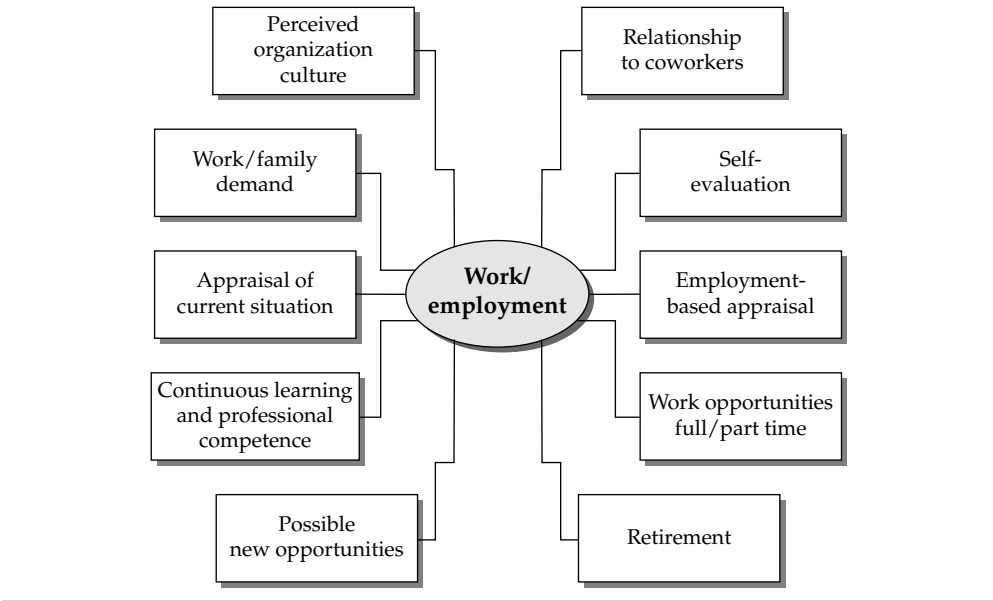 Perceived
organization
culture
Relationship
to coworkers
Work/family
demand
Self-
evaluation
Appraisal of
current situation
Work/
employment
Employment-
based appraisal
Continuous learning
and professional
competence
Work opportunities
full/part time
Possible
new opportunities
Retirement